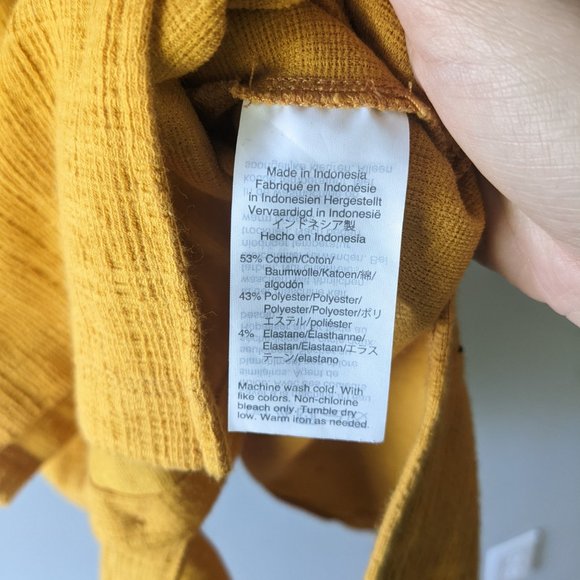 Made in Indonesia
Fabriqué en Indonésie
in Indonesien Hergestellt
Vervaardigd in Indonesië
インドネシア製
Hecho en Indonesia
53% Cotton/Coton/
Baumwolle/Katoen/綿/
algodón
43% Polyester/Polyester/
Polyester/Polyester/ポリ
エステル/poliéster
4% Elastane/Élasthanne/
Elastan/Elastaan/エラス
テーン/elastano
Machine wash cold. With
like colors. Non-chlorine
bleach only. Tumble dry
low. Warm iron as needed.